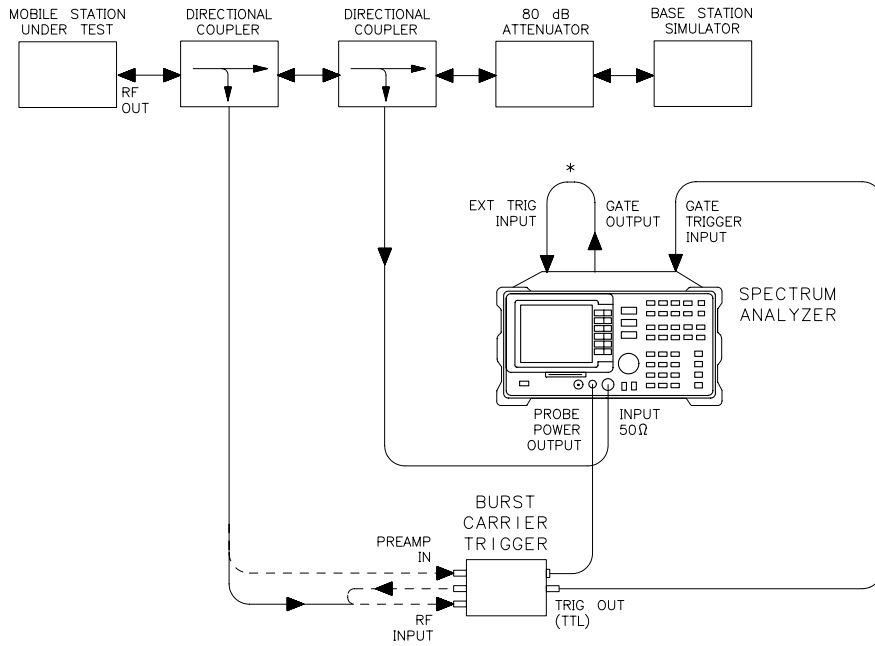 MOBILE STATION
UNDER TEST
DIRECTIONAL
COUPLER
DIRECTIONAL
COUPLER
80 dB
ATTENUATOR
BASE STATION
SIMULATOR
RF
OUT
*
EXT TRIG
INPUT
GATE
OUTPUT
GATE
TRIGGER
INPUT
SPECTRUM
ANALYZER
PROBE
POWER
OUTPUT
INPUT
50Ω
BURST
CARRIER
TRIGGER
PREAMP
IN
RF
INPUT
TRIG OUT
(TTL)